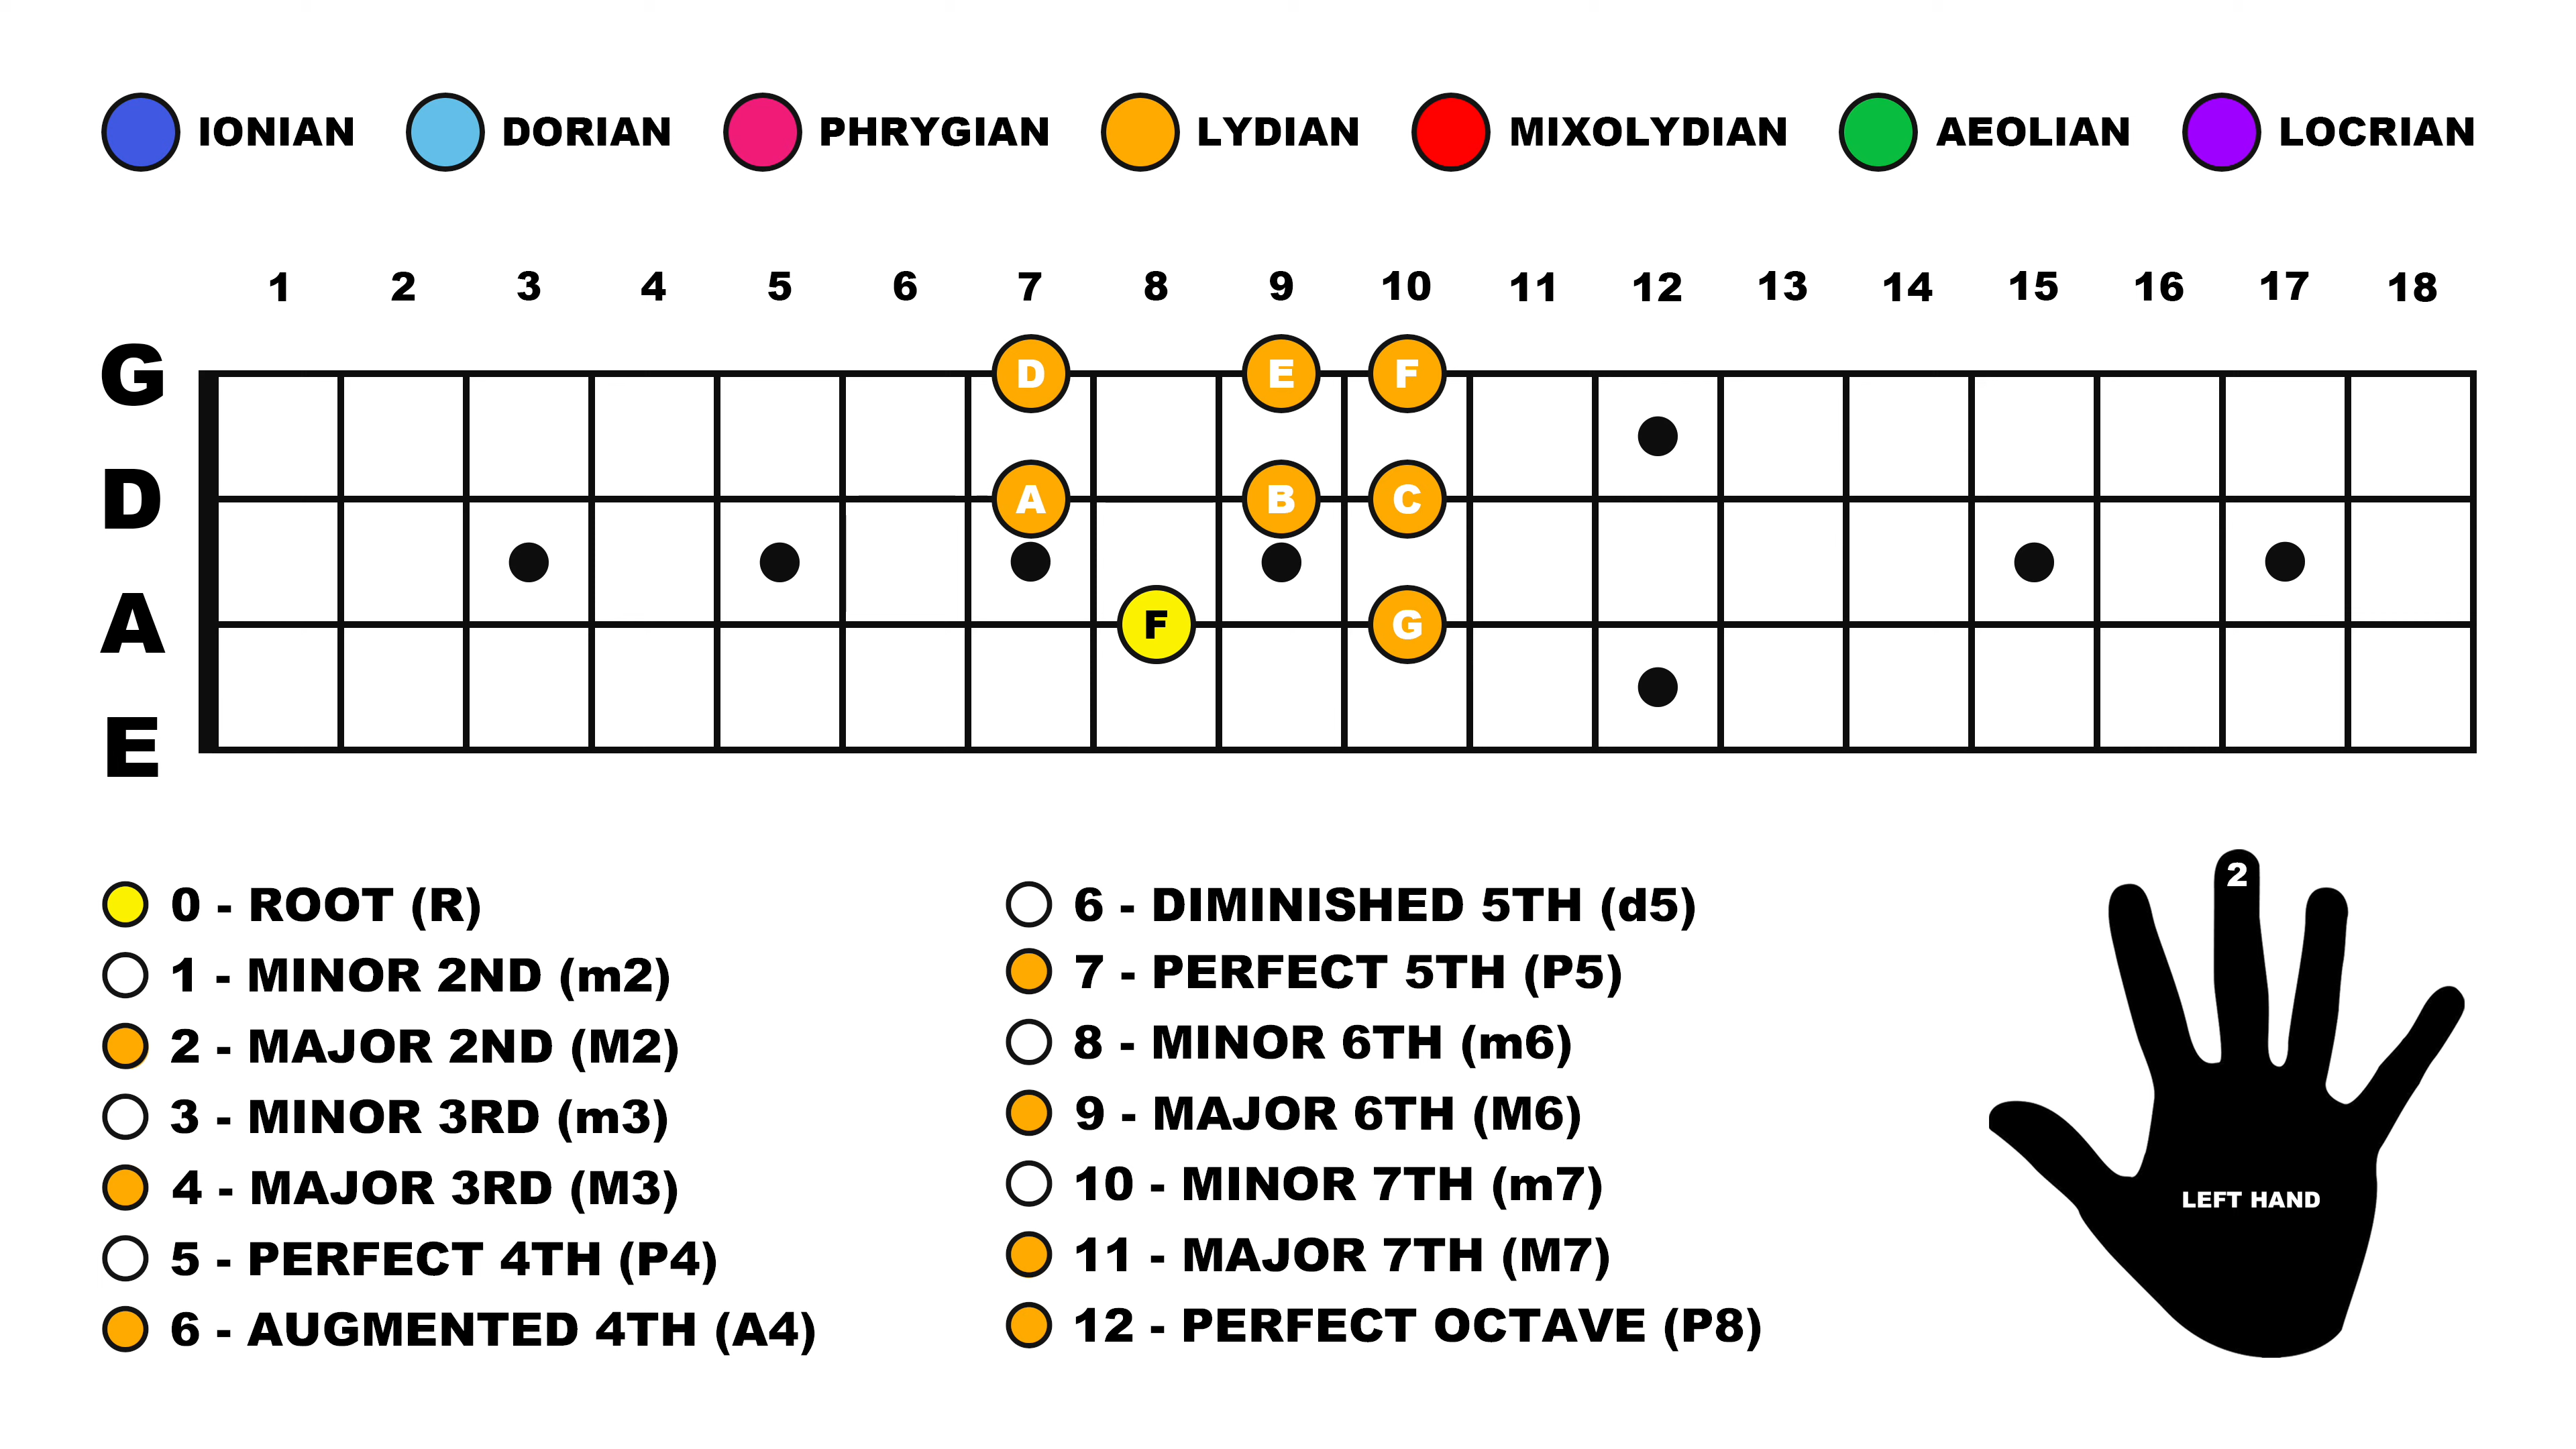 IONIAN DORIAN PHRYGIAN LYDIAN MIXOLYDIAN AEOLIAN LOCRIAN
1 2 3 4 5 6 7 8 9 10 11 12 13 14 15 16 17 18
G D E F
D A B C
A F G
E
0 - ROOT (R)
1 - MINOR 2ND (m2)
2 - MAJOR 2ND (M2)
3 - MINOR 3RD (m3)
4 - MAJOR 3RD (M3)
5 - PERFECT 4TH (P4)
6 - AUGMENTED 4TH (A4)
6 - DIMINISHED 5TH (d5)
7 - PERFECT 5TH (P5)
8 - MINOR 6TH (m6)
9 - MAJOR 6TH (M6)
10 - MINOR 7TH (m7)
11 - MAJOR 7TH (M7)
12 - PERFECT OCTAVE (P8)
2
LEFT HAND